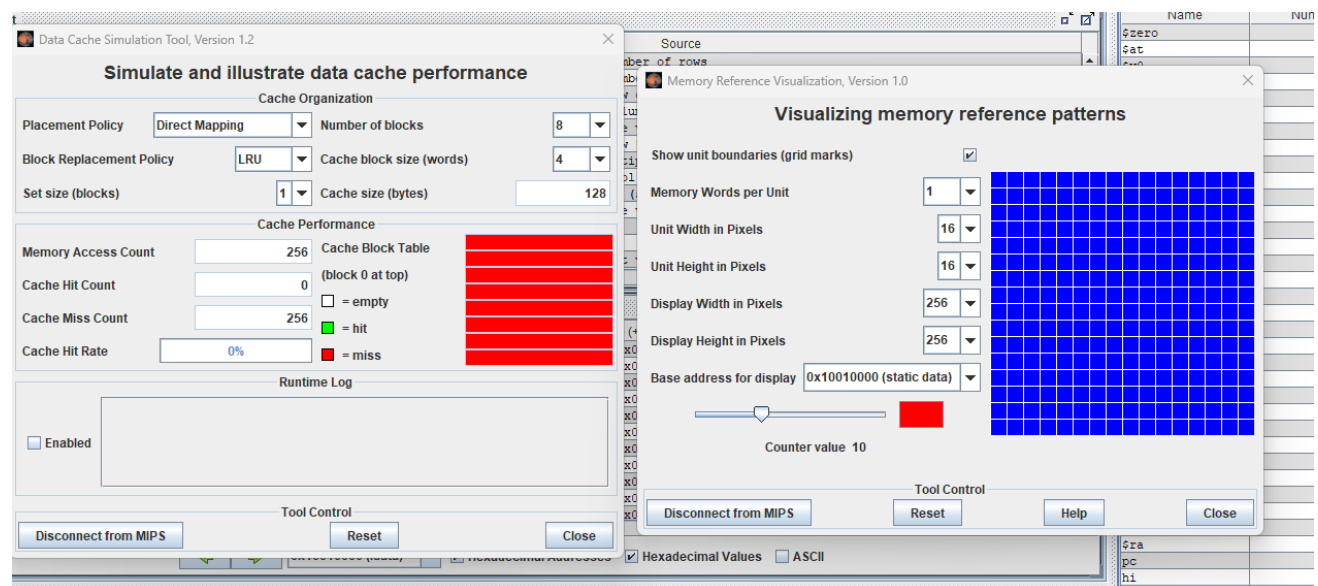 Data Cache Simulation Tool, Version 1.2
Simulate and illustrate data cache performance
Cache Organization
Placement Policy Direct Mapping Number of blocks 8
Block Replacement Policy LRU Cache block size (words) 4
Set size (blocks) 1 Cache size (bytes) 128
Cache Performance
Memory Access Count 256 Cache Block Table
(block 0 at top)
Cache Hit Count 0
= empty
Cache Miss Count 256
= hit
Cache Hit Rate 0%
= miss
Runtime Log
Enabled
Tool Control
Disconnect from MIPS Reset Close
Source
of rows
Memory Reference Visualization, Version 1.0
Visualizing memory reference patterns
Show unit boundaries (grid marks)
Memory Words per Unit 1
Unit Width in Pixels 16
Unit Height in Pixels 16
Display Width in Pixels 256
Display Height in Pixels 256
Base address for display 0x10010000 (static data)
Counter value 10
Tool Control
Disconnect from MIPS Reset Help Close
Hexadecimal Addresses Hexadecimal Values ASCII
Name
$zero
$at
$ra
pc
hi